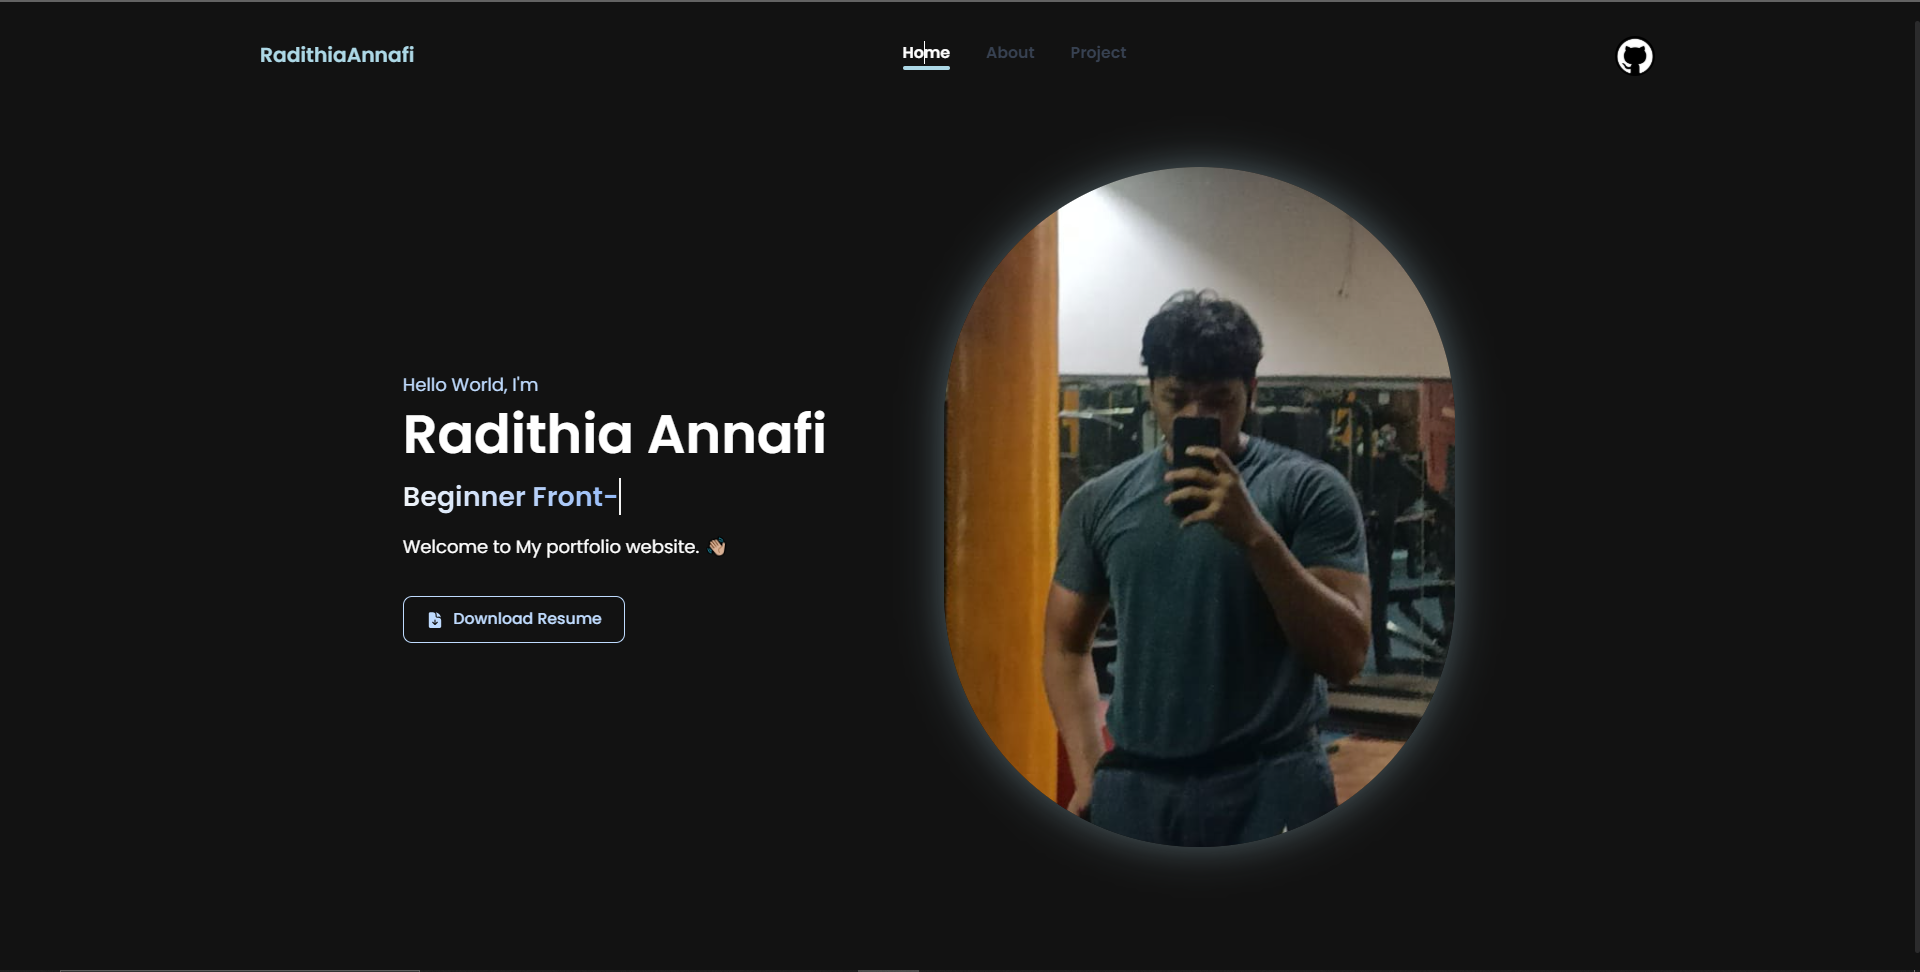 RadithiaAnnafi
Home About Project
Hello World, I'm
Radithia Annafi
Beginner Front-
Welcome to My portfolio website. 👋🏼
Download Resume